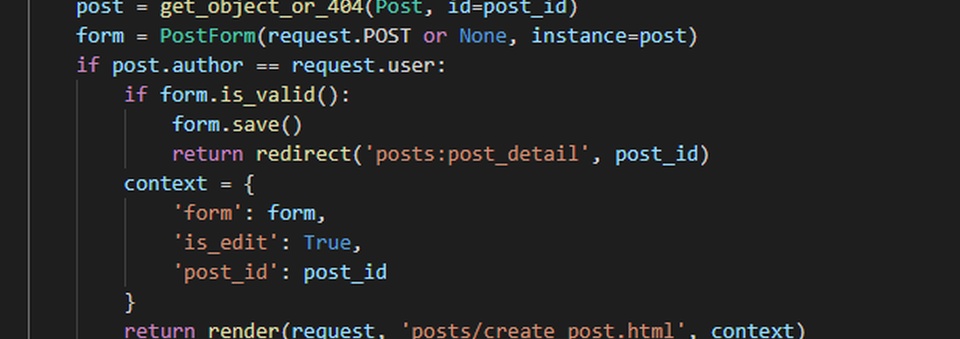 post = get_object_or_404(Post, id=post_id)
form = PostForm(request.POST or None, instance=post)
if post.author == request.user:
if form.is_valid():
form.save()
return redirect('posts:post_detail', post_id)
context = {
'form': form,
'is_edit': True,
'post_id': post_id
}
return render(request, 'posts/create_post.html', context)